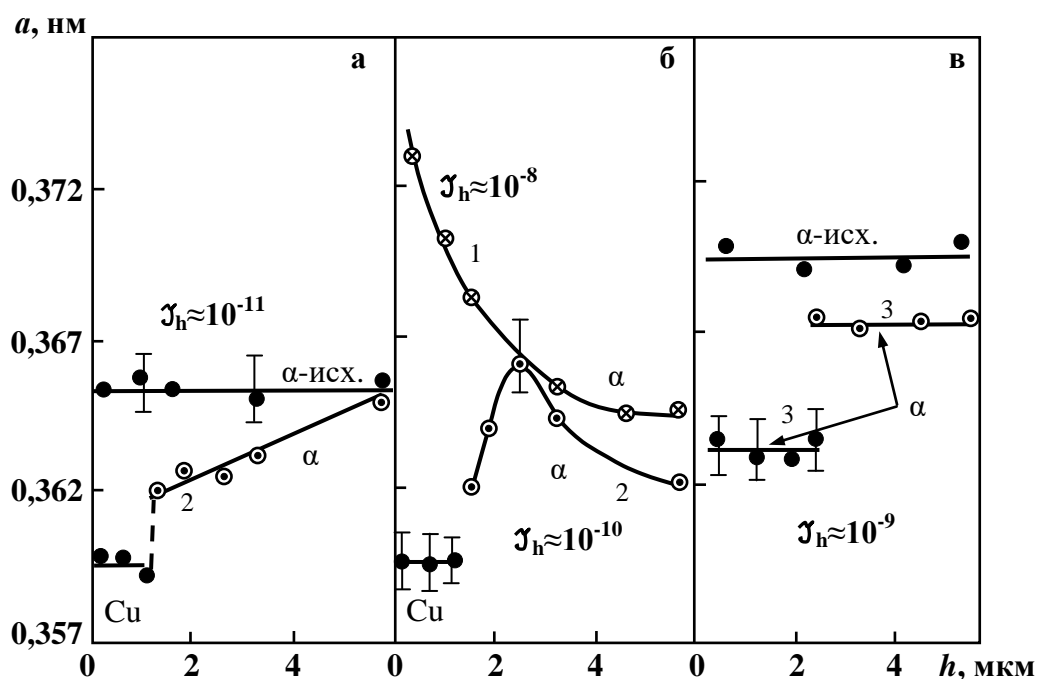 a, нм
а
б
в
0,372
0,367
0,362
0,357
ℑh≈10-11
α-исх.
α
2
Cu
ℑh≈10-8
1
α
α
2
ℑh≈10-10
Cu
α-исх.
3
3
α
ℑh≈10-9
0 2 4 0 2 4 0 2 4 h, мкм